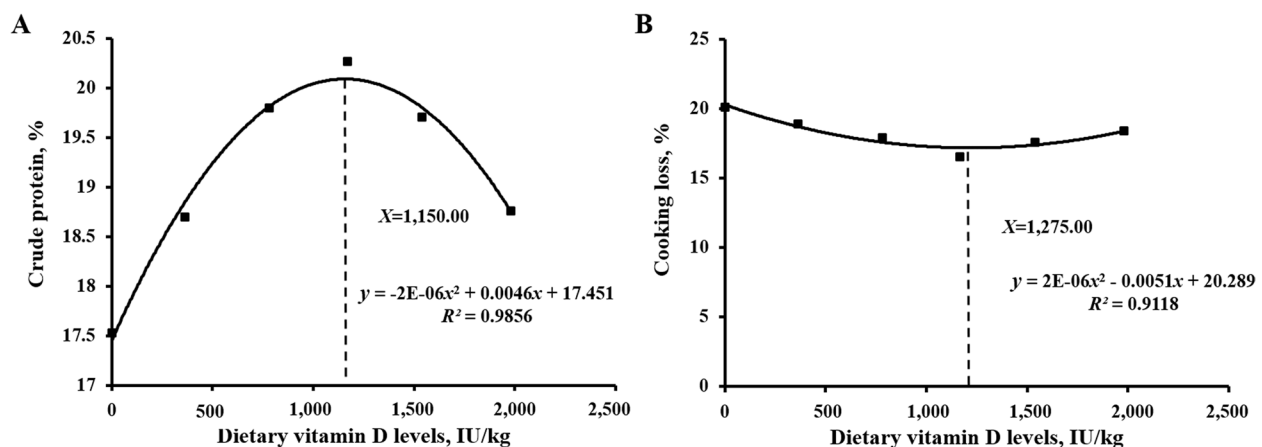 A
Crude protein, %
20.5
20
19.5
19
18.5
18
17.5
17
X=1,150.00
y = -2E-06x² + 0.0046x + 17.451
R² = 0.9856
0 500 1,000 1,500 2,000 2,500
Dietary vitamin D levels, IU/kg
B
Cooking loss, %
25
20
15
10
5
0
X=1,275.00
y = 2E-06x² - 0.0051x + 20.289
R² = 0.9118
0 500 1,000 1,500 2,000 2,500
Dietary vitamin D levels, IU/kg